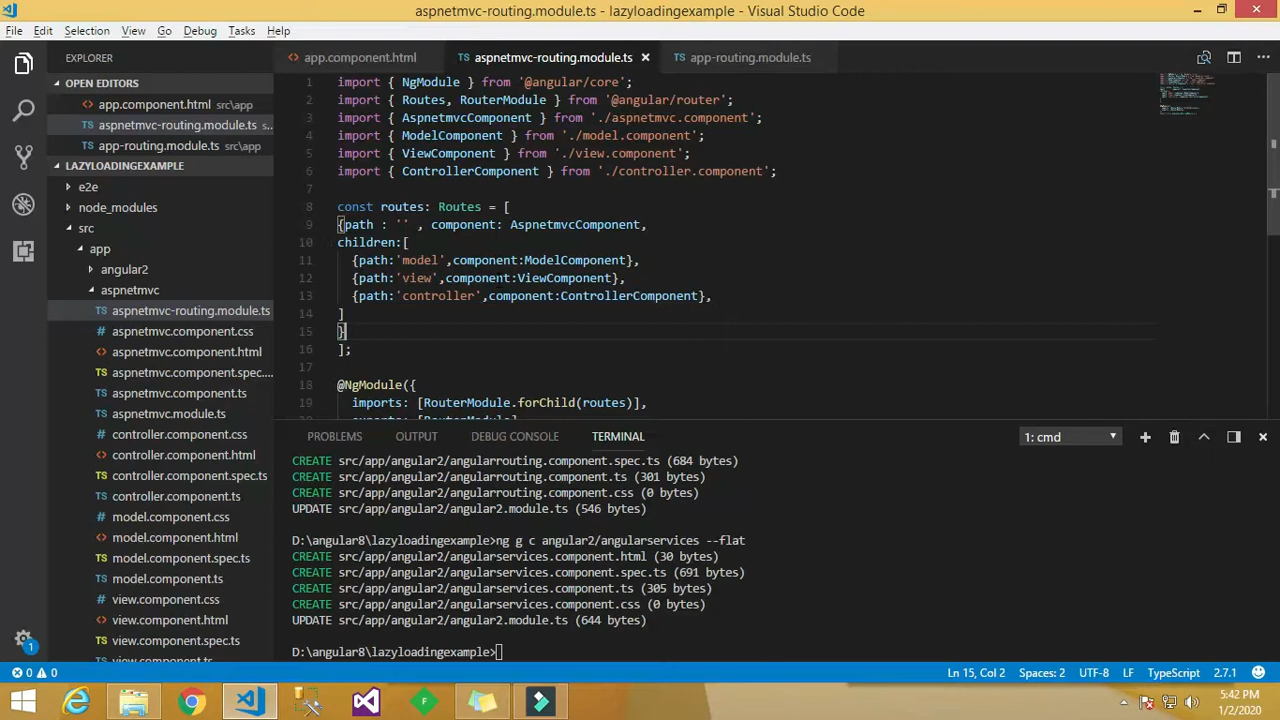 aspnetmvc-routing.module.ts - lazyloadingexample - Visual Studio Code
File Edit Selection View Go Debug Tasks Help
EXPLORER
OPEN EDITORS
app.component.html src\app
aspnetmvc-routing.module.ts s...
app-routing.module.ts src\app
LAZYLOADINGEXAMPLE
e2e
node_modules
src
app
angular2
aspnetmvc
aspnetmvc-routing.module.ts
aspnetmvc.component.css
aspnetmvc.component.html
aspnetmvc.component.spec....
aspnetmvc.component.ts
aspnetmvc.module.ts
controller.component.css
controller.component.html
controller.component.spec.ts
controller.component.ts
model.component.css
model.component.html
model.component.spec.ts
model.component.ts
view.component.css
view.component.html
view.component.spec.ts
view.component.ts
app.component.html aspnetmvc-routing.module.ts app-routing.module.ts
1 import { NgModule } from '@angular/core';
2 import { Routes, RouterModule } from '@angular/router';
3 import { AspnetmvcComponent } from './aspnetmvc.component';
4 import { ModelComponent } from './model.component';
5 import { ViewComponent } from './view.component';
6 import { ControllerComponent } from './controller.component';
7
8 const routes: Routes = [
9 {path : '' , component: AspnetmvcComponent,
10 children:[
11 {path:'model',component:ModelComponent},
12 {path:'view',component:ViewComponent},
13 {path:'controller',component:ControllerComponent},
14 ]
15 }
16 ];
17
18 @NgModule({
19 imports: [RouterModule.forChild(routes)],
20 exports: [RouterModule]
PROBLEMS OUTPUT DEBUG CONSOLE TERMINAL 1: cmd
CREATE src/app/angular2/angularrouting.component.spec.ts (684 bytes)
CREATE src/app/angular2/angularrouting.component.ts (301 bytes)
CREATE src/app/angular2/angularrouting.component.css (0 bytes)
UPDATE src/app/angular2/angular2.module.ts (546 bytes)
D:\angular8\lazyloadingexample>ng g c angular2/angularservices --flat
CREATE src/app/angular2/angularservices.component.html (30 bytes)
CREATE src/app/angular2/angularservices.component.spec.ts (691 bytes)
CREATE src/app/angular2/angularservices.component.ts (305 bytes)
CREATE src/app/angular2/angularservices.component.css (0 bytes)
UPDATE src/app/angular2/angular2.module.ts (644 bytes)
D:\angular8\lazyloadingexample>
1
0 0 Ln 15, Col 2 Spaces: 2 UTF-8 LF TypeScript 2.7.1
5:42 PM
1/2/2020